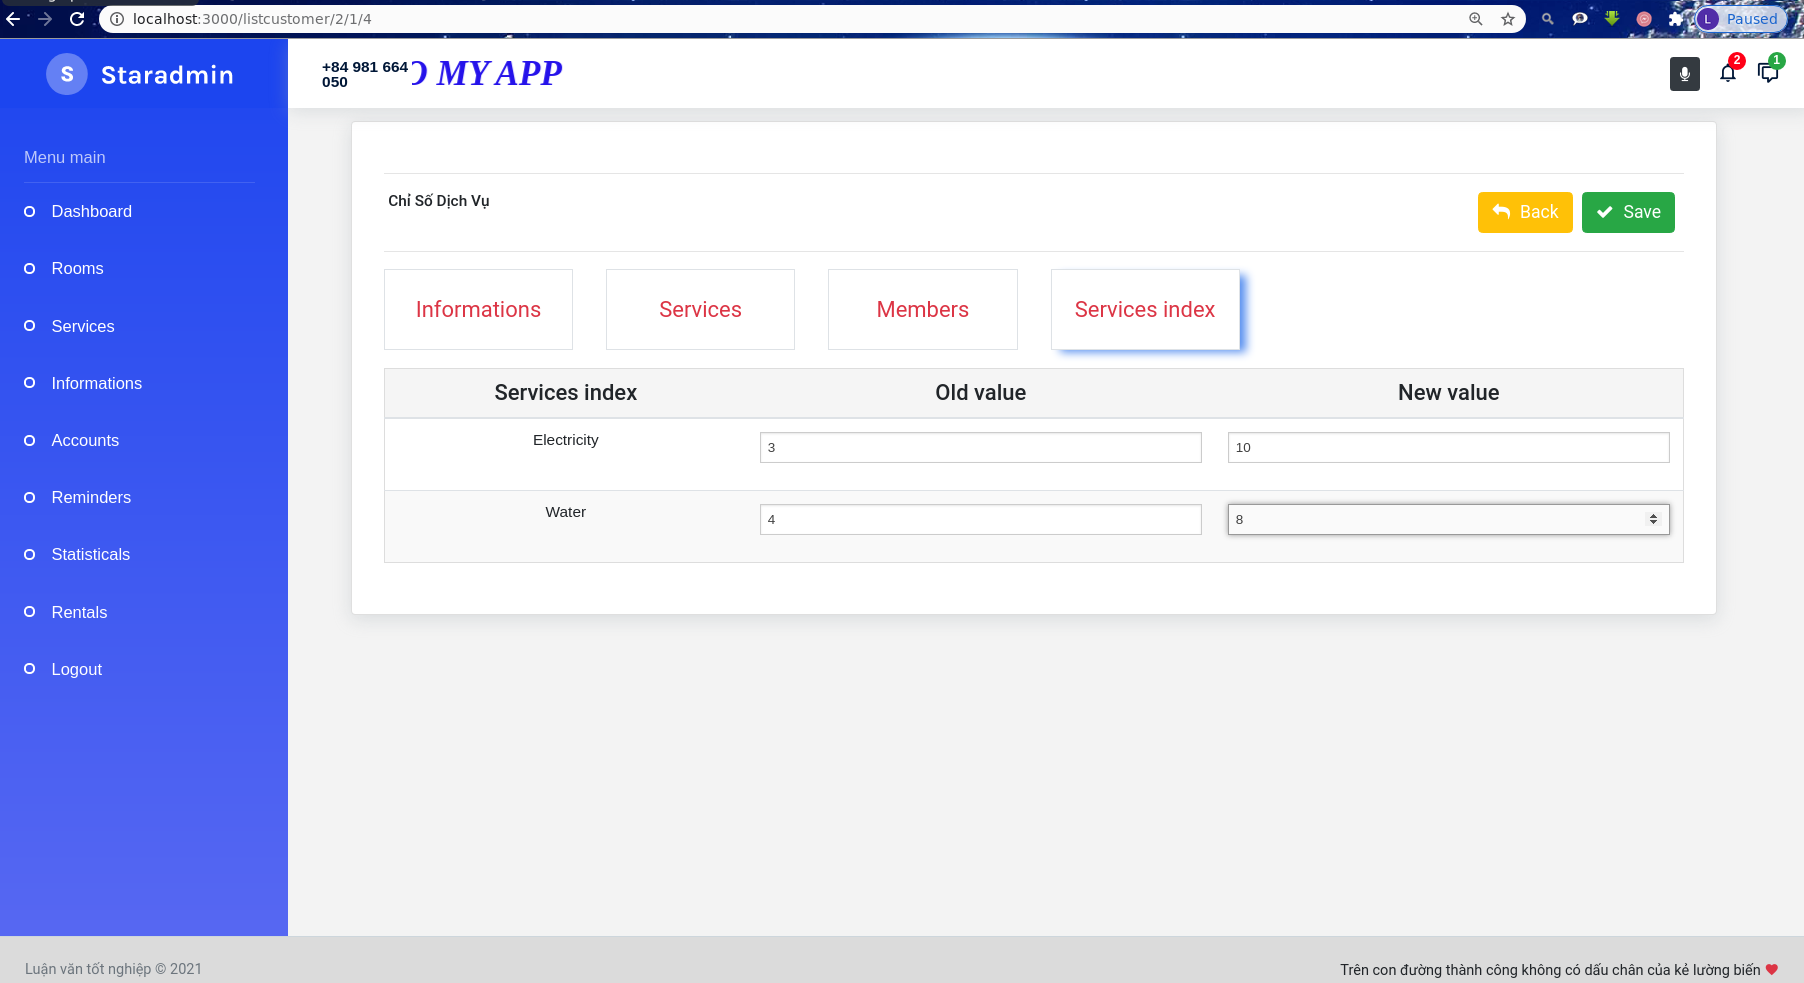 localhost:3000/listcustomer/2/1/4
L Paused
S Staradmin
+84 981 664
050
MY APP
2
1
Menu main
Dashboard
Rooms
Services
Informations
Accounts
Reminders
Statisticals
Rentals
Logout
Chỉ Số Dịch Vụ
Back
Save
Informations
Services
Members
Services index
Services index Old value New value
Electricity 3 10
Water 4 8
Luận văn tốt nghiệp © 2021
Trên con đường thành công không có dấu chân của kẻ lường biến